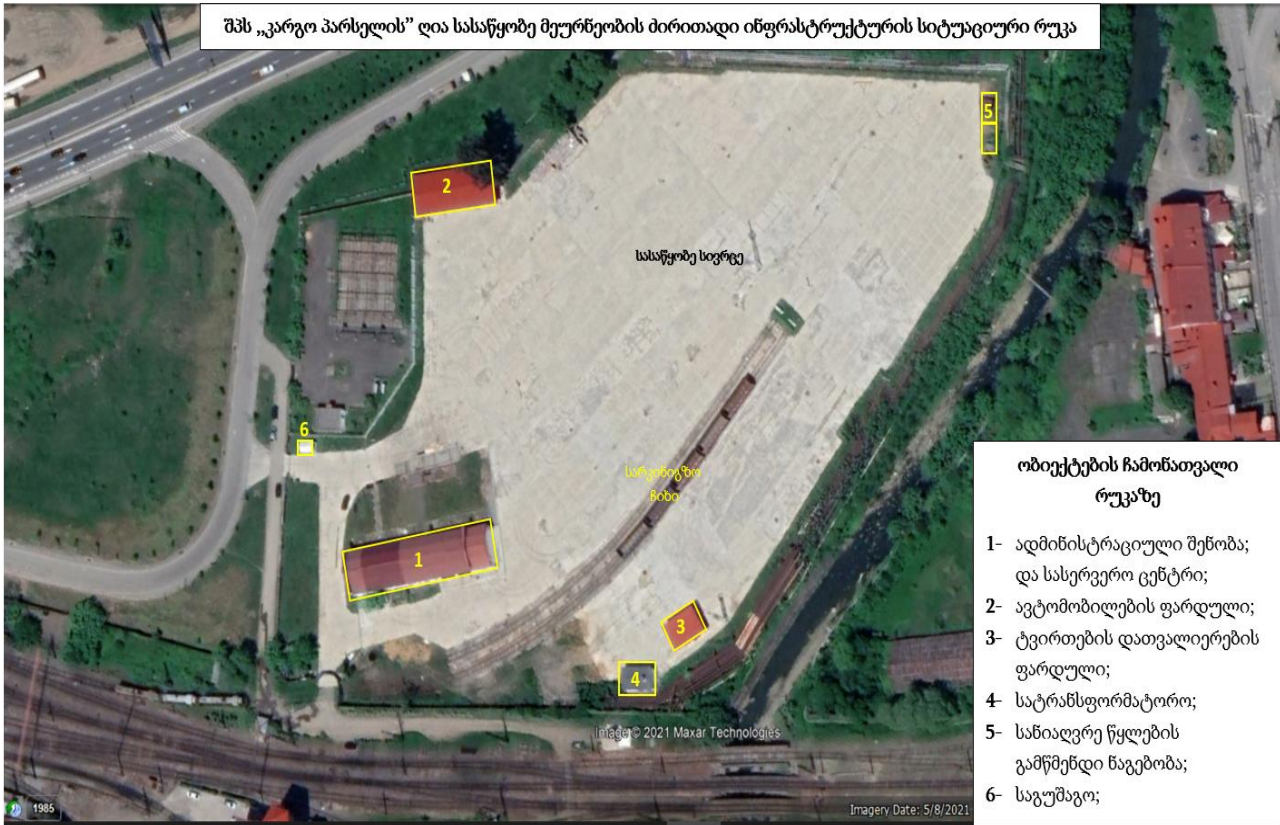 შპს „კარგო პარსელის” ღია სასაწყობე მეურნეობის ძირითადი ინფრასტრუქტურის სიტუაციური რუკა
5
2
სასაწყობე სივრცე
6
სარკინიგზო
ჩიხი
1
3
4
ობიექტების ჩამონათვალი
რუკაზე
1- ადმინისტრაციული შენობა;
და სასერვერო ცენტრი;
2- ავტომობილების ფარდული;
3- ტვირთების დათვალიერების
ფარდული;
4- სატრანსფორმატორო;
5- სანიაღვრე წყლების
გამწმენდი ნაგებობა;
6- საგუშაგო;
Image © 2021 Maxar Technologies
1985
Imagery Date: 5/8/2021